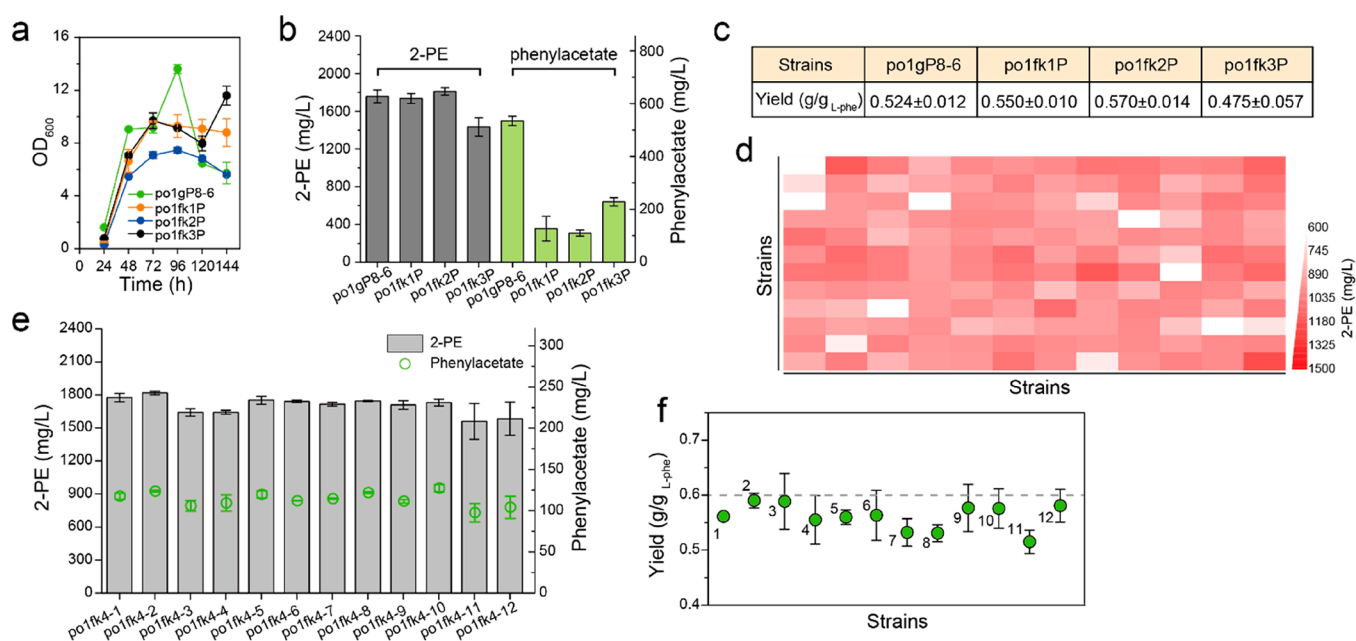 a
16
12
8
4
0
OD600
po1gP8-6
po1fk1P
po1fk2P
po1fk3P
0 24 48 72 96 120 144
Time (h)
b
2400
2000
1600
1200
800
400
0
2-PE (mg/L)
2-PE
phenylacetate
800
600
400
200
0
Phenylacetate (mg/L)
po1gP8-6 po1fk1P po1fk2P po1fk3P po1gP8-6 po1fk1P po1fk2P po1fk3P
c
Strains po1gP8-6 po1fk1P po1fk2P po1fk3P
Yield (g/g L-phe) 0.524±0.012 0.550±0.010 0.570±0.014 0.475±0.057
d
Strains
Strains
600
745
890
1035
1180
1325
1500
2-PE (mg/L)
e
2400
2100
1800
1500
1200
900
600
300
0
2-PE (mg/L)
2-PE
Phenylacetate
300
250
200
150
100
50
0
Phenylacetate (mg/L)
po1fk4-1 po1fk4-2 po1fk4-3 po1fk4-4 po1fk4-5 po1fk4-6 po1fk4-7 po1fk4-8 po1fk4-9 po1fk4-10 po1fk4-11 po1fk4-12
f
0.7
0.6
0.5
0.4
Yield (g/g L-phe)
1 2 3 4 5 6 7 8 9 10 11 12
Strains